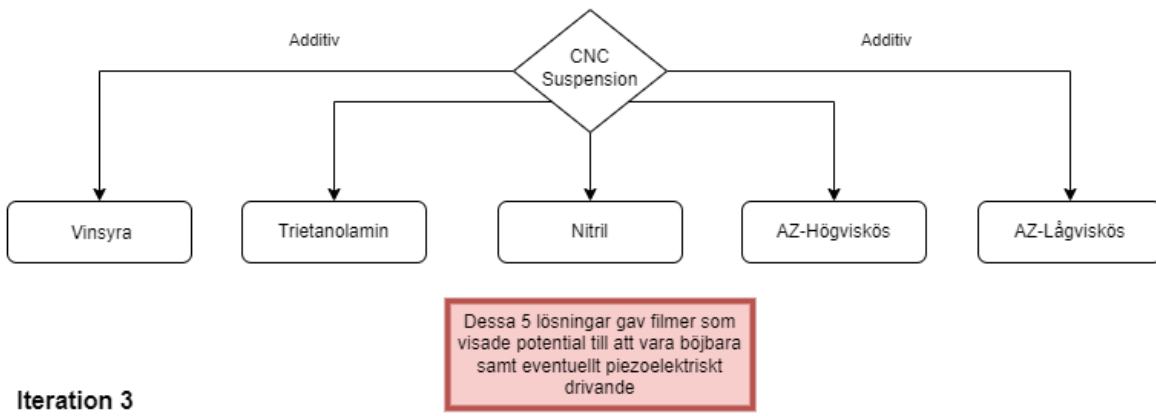 Additiv
CNC
Suspension
Additiv
Vinsyra
Trietanolamin
Nitril
AZ-Högviskös
AZ-Lågviskös
Dessa 5 lösningar gav filmer som
visade potential till att vara böjbara
samt eventuellt piezoelektriskt
drivande
Iteration 3